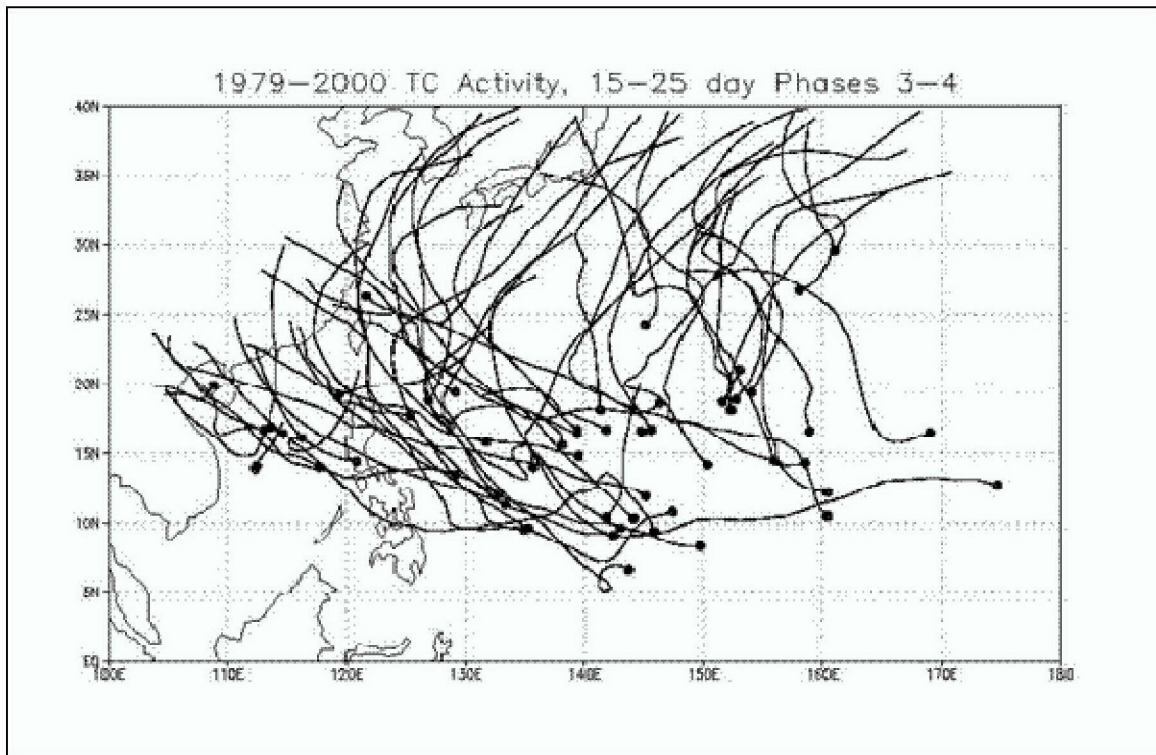 1979-2000 TC Activity, 15-25 day Phases 3-4
40N
35N
30N
25N
20N
15N
10N
5N
EQ
100E 110E 120E 130E 140E 150E 160E 170E 180